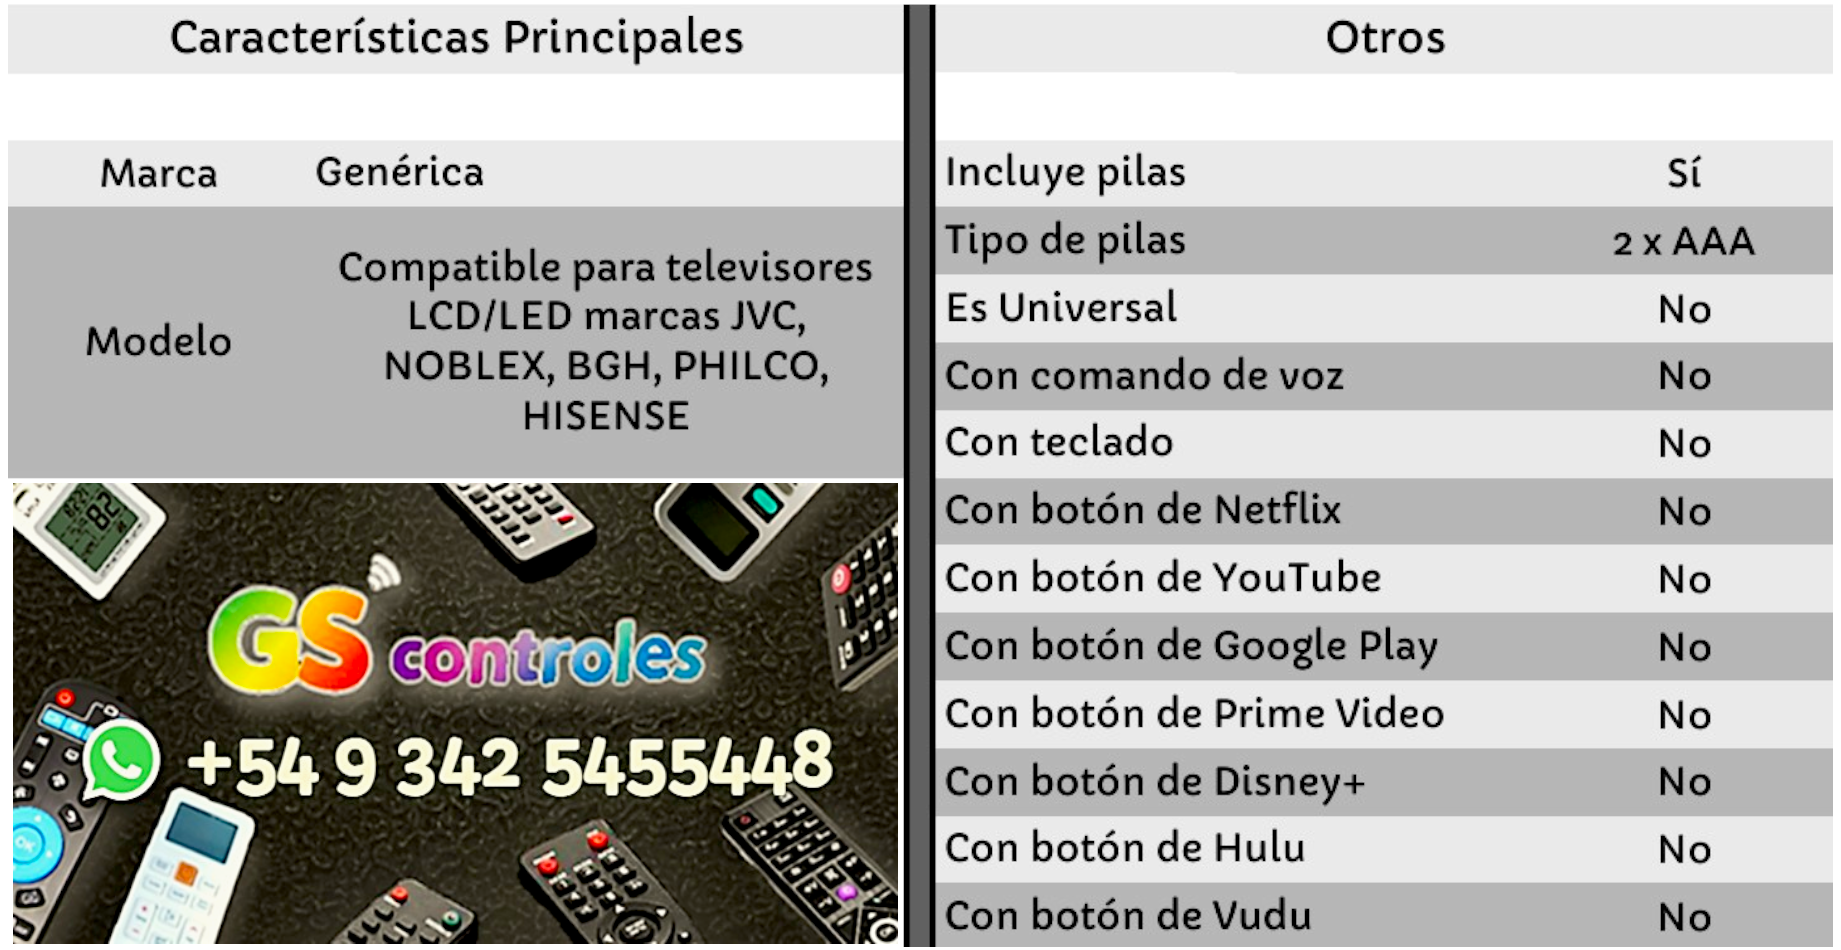 Características Principales
Marca Genérica
Modelo
Compatible para televisores
LCD/LED marcas JVC,
NOBLEX, BGH, PHILCO,
HISENSE
GS controles
+54 9 342 5455448
Otros
Incluye pilas Sí
Tipo de pilas 2 x AAA
Es Universal No
Con comando de voz No
Con teclado No
Con botón de Netflix No
Con botón de YouTube No
Con botón de Google Play No
Con botón de Prime Video No
Con botón de Disney+ No
Con botón de Hulu No
Con botón de Vudu No